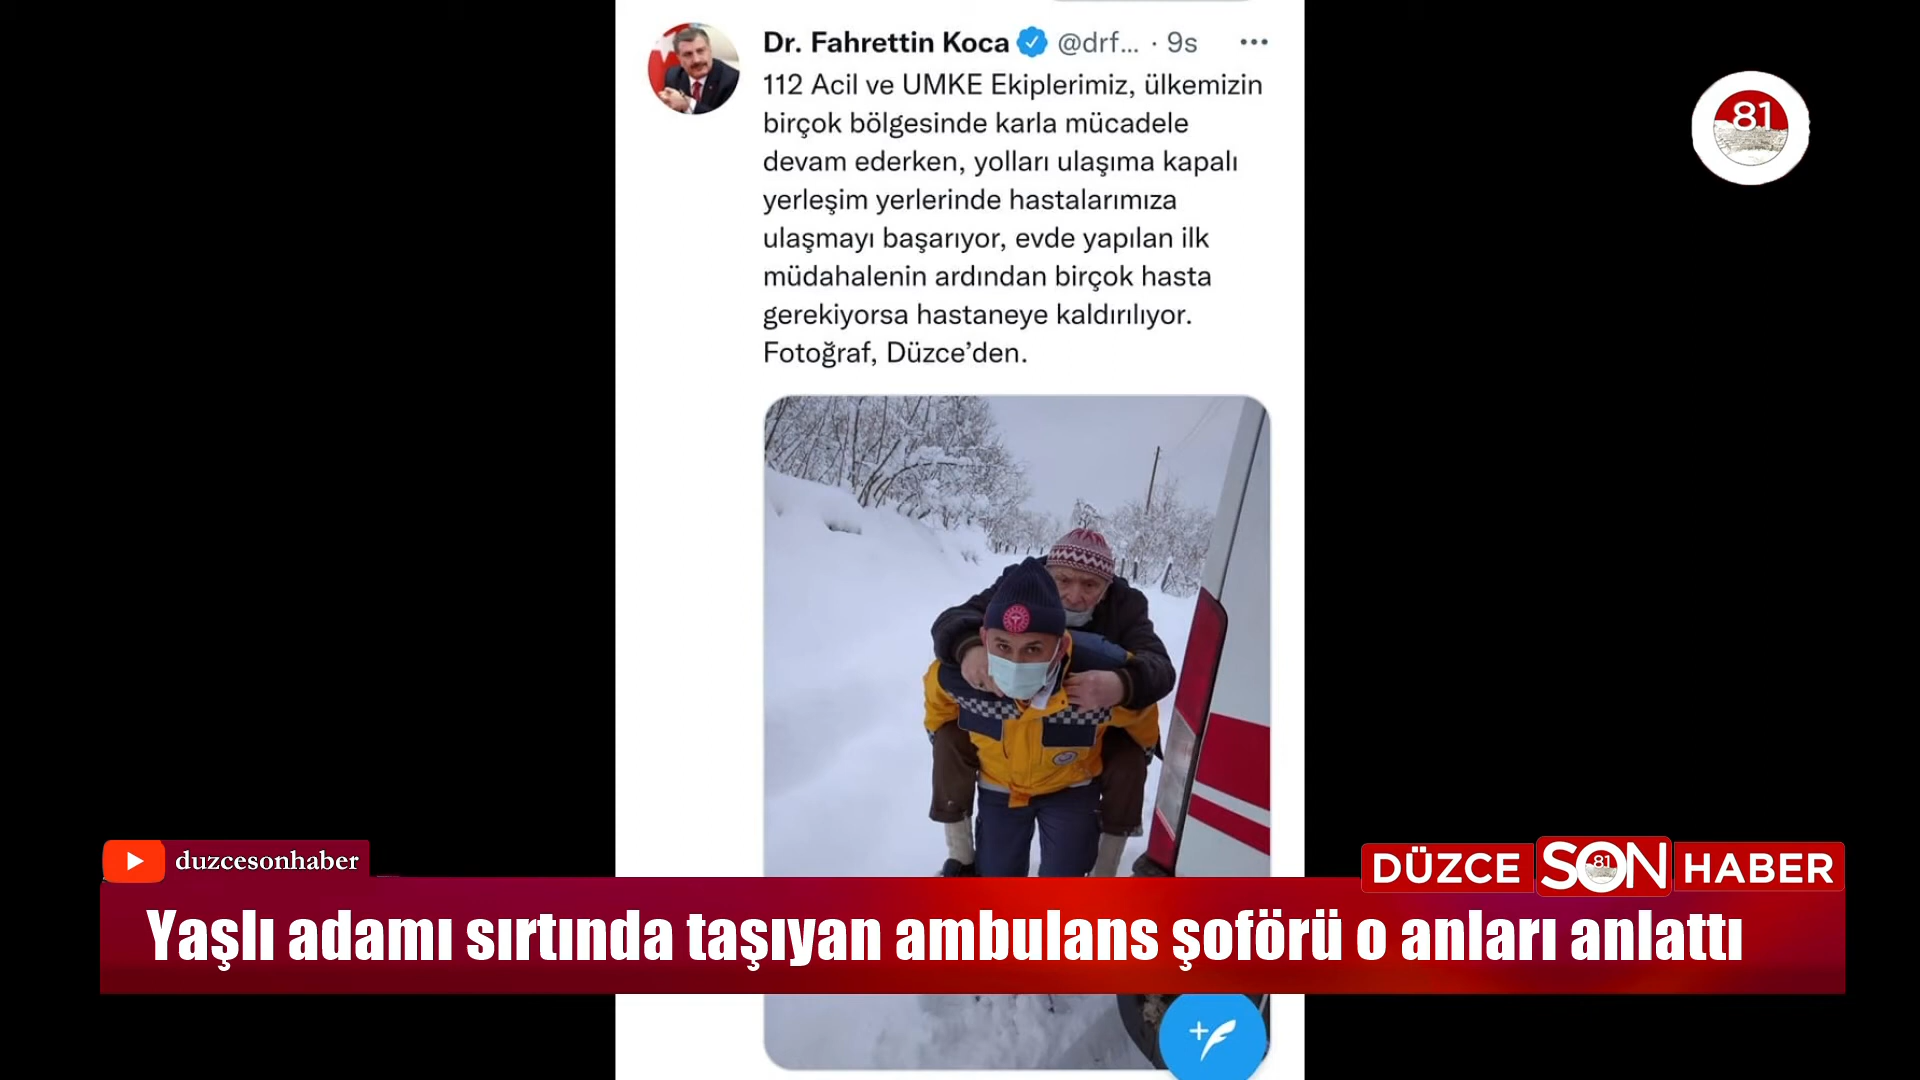 Dr. Fahrettin Koca @drf... · 9s
112 Acil ve UMKE Ekiplerimiz, ülkemizin
birçok bölgesinde karla mücadele
devam ederken, yolları ulaşıma kapalı
yerleşim yerlerinde hastalarımıza
ulaşmayı başarıyor, evde yapılan ilk
müdahalenin ardından birçok hasta
gerekiyorsa hastaneye kaldırılıyor.
Fotoğraf, Düzce’den.
81
duzcesonhaber
DÜZCE SON 81 HABER
Yaşlı adamı sırtında taşıyan ambulans şoförü o anları anlattı